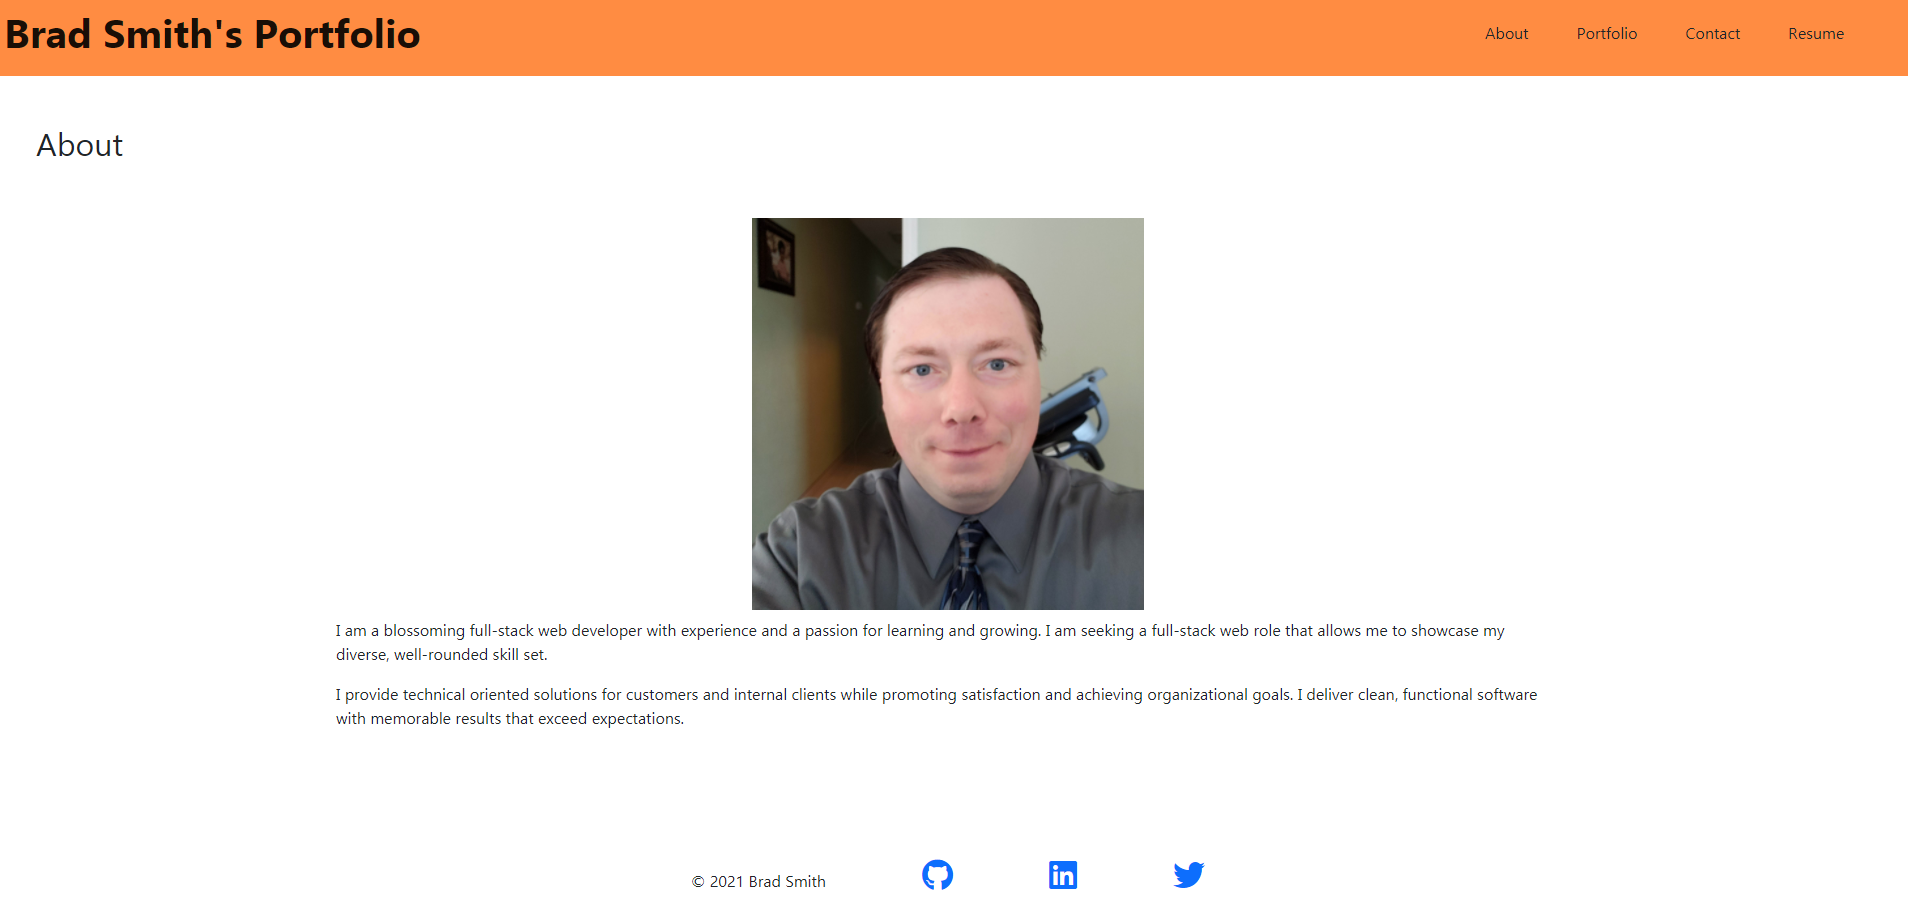 Brad Smith's Portfolio
About
Portfolio
Contact
Resume
About
I am a blossoming full-stack web developer with experience and a passion for learning and growing. I am seeking a full-stack web role that allows me to showcase my
diverse, well-rounded skill set.
I provide technical oriented solutions for customers and internal clients while promoting satisfaction and achieving organizational goals. I deliver clean, functional software
with memorable results that exceed expectations.
© 2021 Brad Smith
in